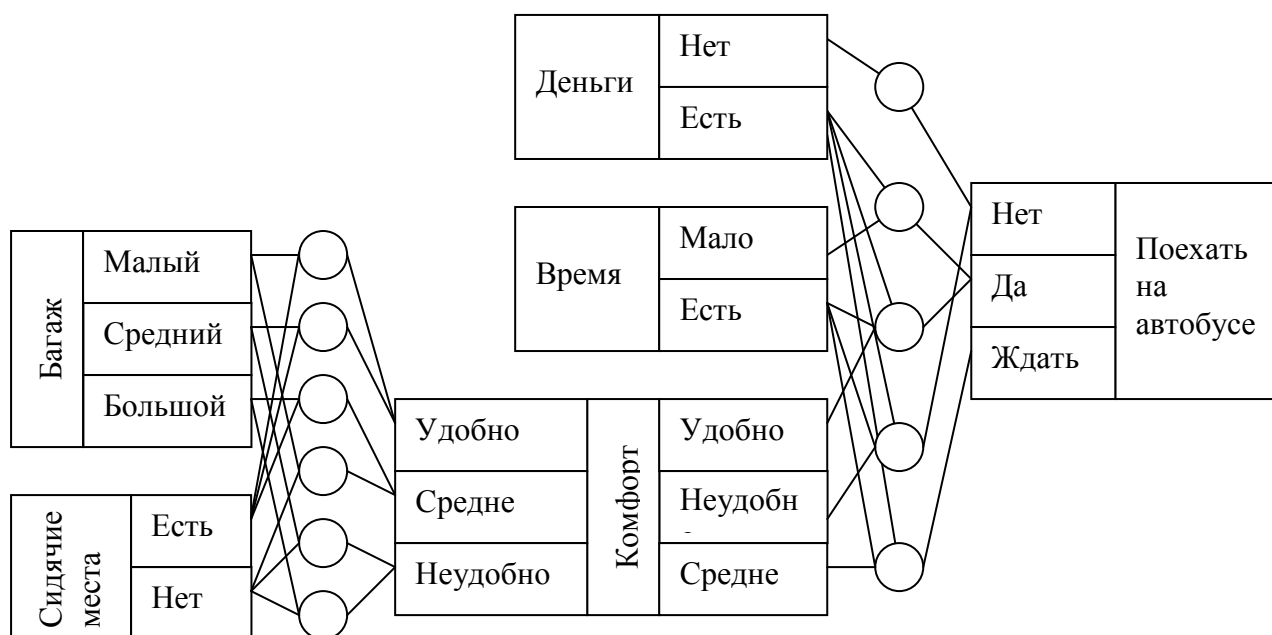 Деньги
Нет
Есть
Время
Мало
Есть
Нет
Да
Ждать
Поехать
на
автобусе
Багаж
Малый
Средний
Большой
Сидячие
места
Есть
Нет
Удобно
Средне
Неудобно
Комфорт
Удобно
Неудобн
Средне